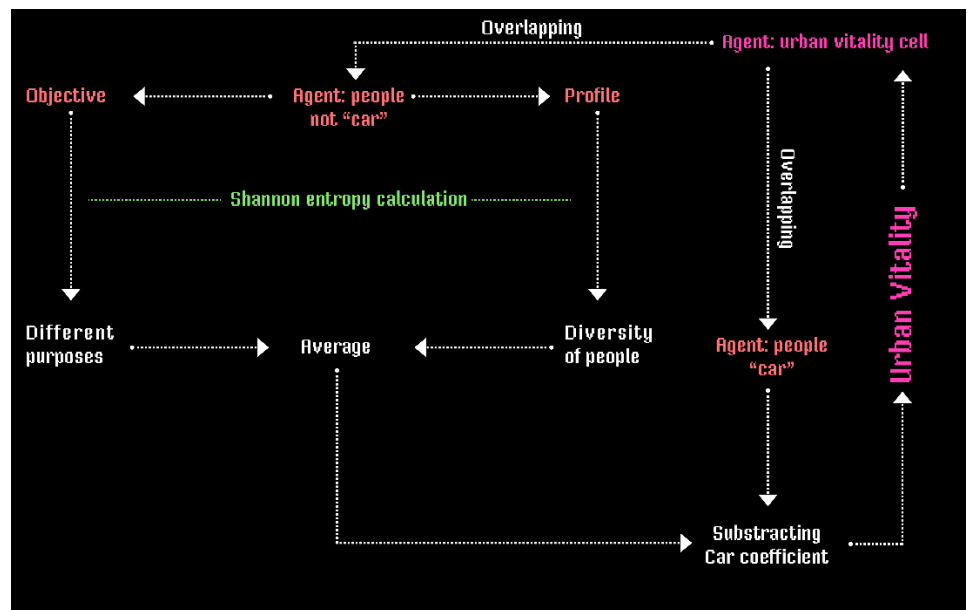 Overlapping
Agent: urban vitality cell
Objective
Agent: people
not “car”
Profile
Shannon entropy calculation
Overlapping
Urban Vitality
Different
purposes
Average
Diversity
of people
Agent: people
“car”
Substracting
Car coefficient